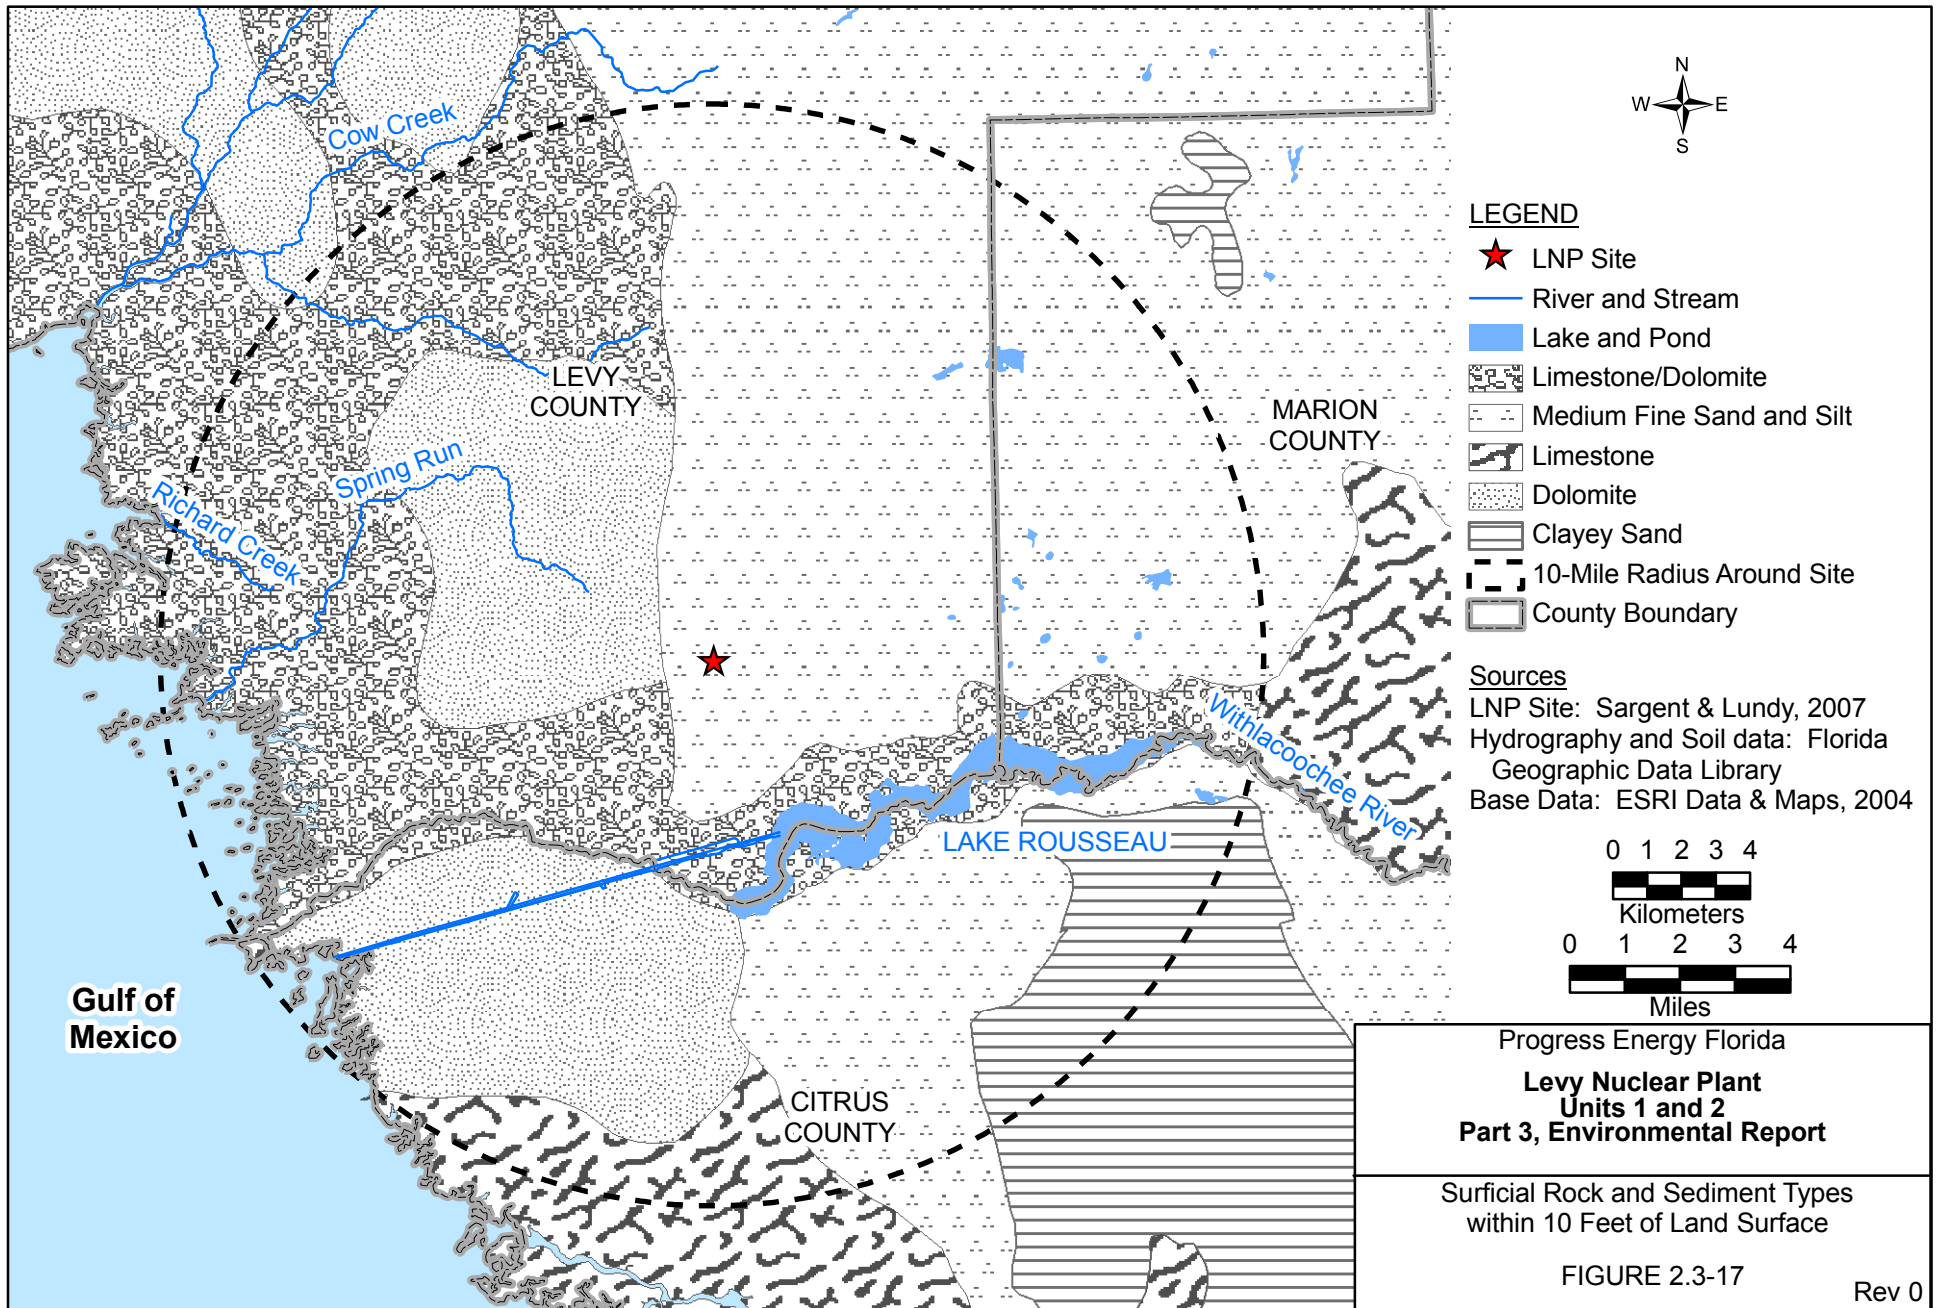 Cow Creek
LEVY
COUNTY
Spring Run
Richard Creek
MARION
COUNTY
Withlacoochee River
LAKE ROUSSEAU
Gulf of
Mexico
CITRUS
COUNTY
N
W E
S
LEGEND
LNP Site
River and Stream
Lake and Pond
Limestone/Dolomite
Medium Fine Sand and Silt
Limestone
Dolomite
Clayey Sand
10-Mile Radius Around Site
County Boundary
Sources
LNP Site: Sargent & Lundy, 2007
Hydrography and Soil data: Florida
Geographic Data Library
Base Data: ESRI Data & Maps, 2004
0 1 2 3 4
Kilometers
0 1 2 3 4
Miles
Progress Energy Florida
Levy Nuclear Plant
Units 1 and 2
Part 3, Environmental Report
Surficial Rock and Sediment Types
within 10 Feet of Land Surface
FIGURE 2.3-17
Rev 0